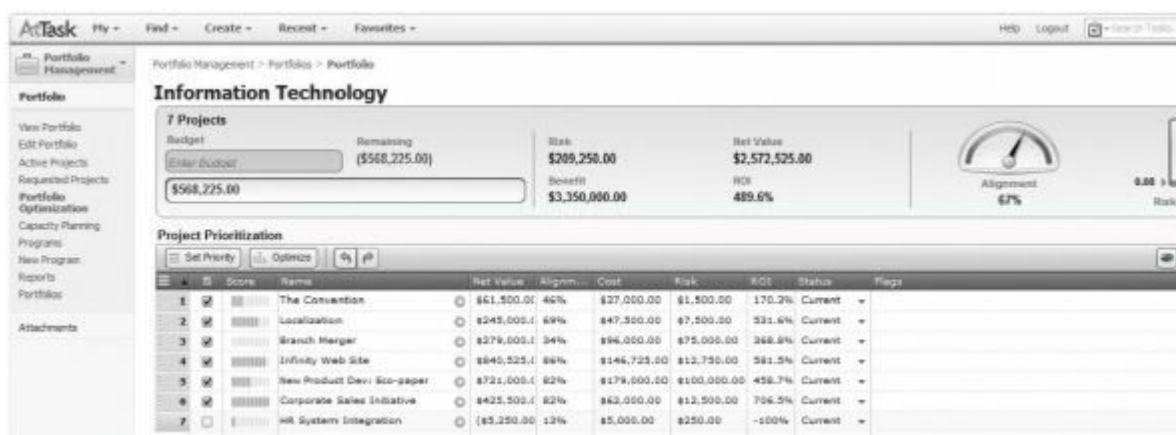 AtTask My Find Create Recent Favorites Help Logout Search Tasks
Portfolio Management
Portfolio Management > Portfolios > Portfolio
Portfolio
Information Technology
View Portfolio
Edit Portfolio
Active Projects
Requested Projects
Portfolio Optimization
Capacity Planning
Programs
New Program
Reports
Portfolios
Attachments
7 Projects
Budget Remaining Risk Net Value
Enter Budget ($568,225.00) $209,250.00 $2,572,525.00
$568,225.00 Benefit ROI
$3,350,000.00 489.6%
Alignment
67%
0.00
Risk
Project Prioritization
Set Priority Optimize
Score Name Net Value Alignm... Cost Risk ROI Status Flags
1 The Convention $61,500.00 46% $37,000.00 $1,500.00 170.3% Current
2 Localization $245,000.( 69% $47,500.00 $7,500.00 531.6% Current
3 Branch Merger $279,000.( 34% $96,000.00 $75,000.00 368.8% Current
4 Infinity Web Site $840,525.( 86% $146,725.00 $12,750.00 581.5% Current
5 New Product Dev: Eco-paper $721,000.( 82% $179,000.00 $100,000.00 458.7% Current
6 Corporate Sales Initiative $425,500.( 82% $62,000.00 $12,500.00 706.5% Current
7 HR System Integration ($5,250.00 13% $5,000.00 $250.00 -100% Current